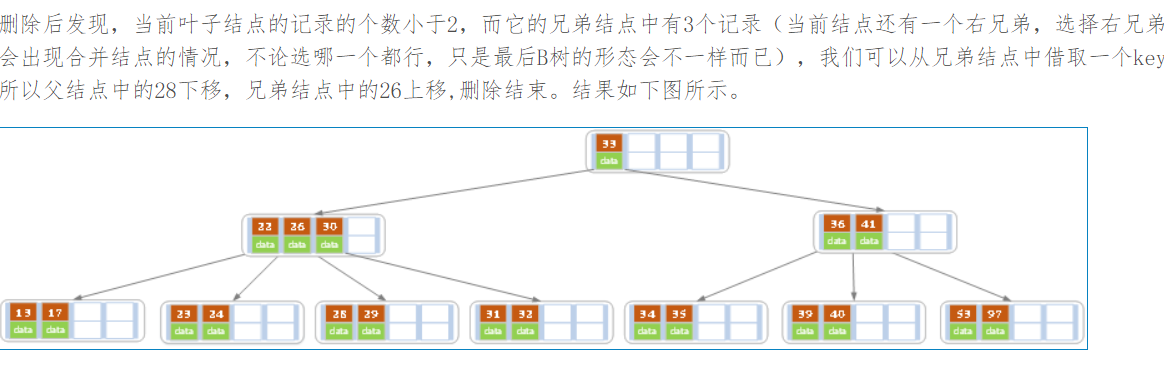 删除后发现，当前叶子结点的记录的个数小于2，而它的兄弟结点中有3个记录（当前结点还有一个右兄弟，选择右兄弟
会出现合并结点的情况，不论选哪一个都行，只是最后B树的形态会不一样而已），我们可以从兄弟结点中借取一个key
所以父结点中的28下移，兄弟结点中的26上移,删除结束。结果如下图所示。
33
data
22 26 30
data data data
36 41
data data
13 17
data data
23 24
data data
28 29
data data
31 32
data data
34 35
data data
39 40
data data
53 97
data data